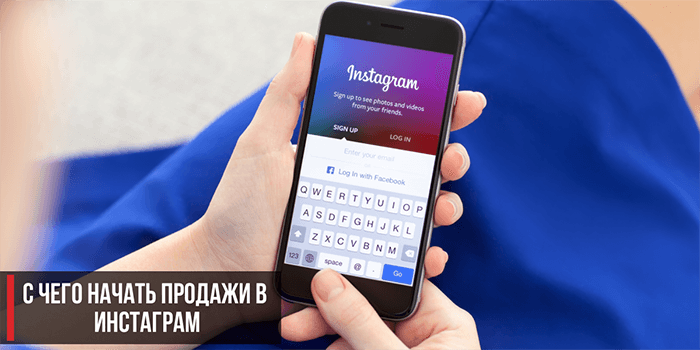 Instagram
Sign up to see photos and videos
from your friends.
SIGN UP LOG IN
Enter your email
Log In with Facebook
Q W E R T Y U I O P
A S D F G H J K L
Z X C V B N M
123 space @ . Go
С ЧЕГО НАЧАТЬ ПРОДАЖИ В
ИНСТАГРАМ